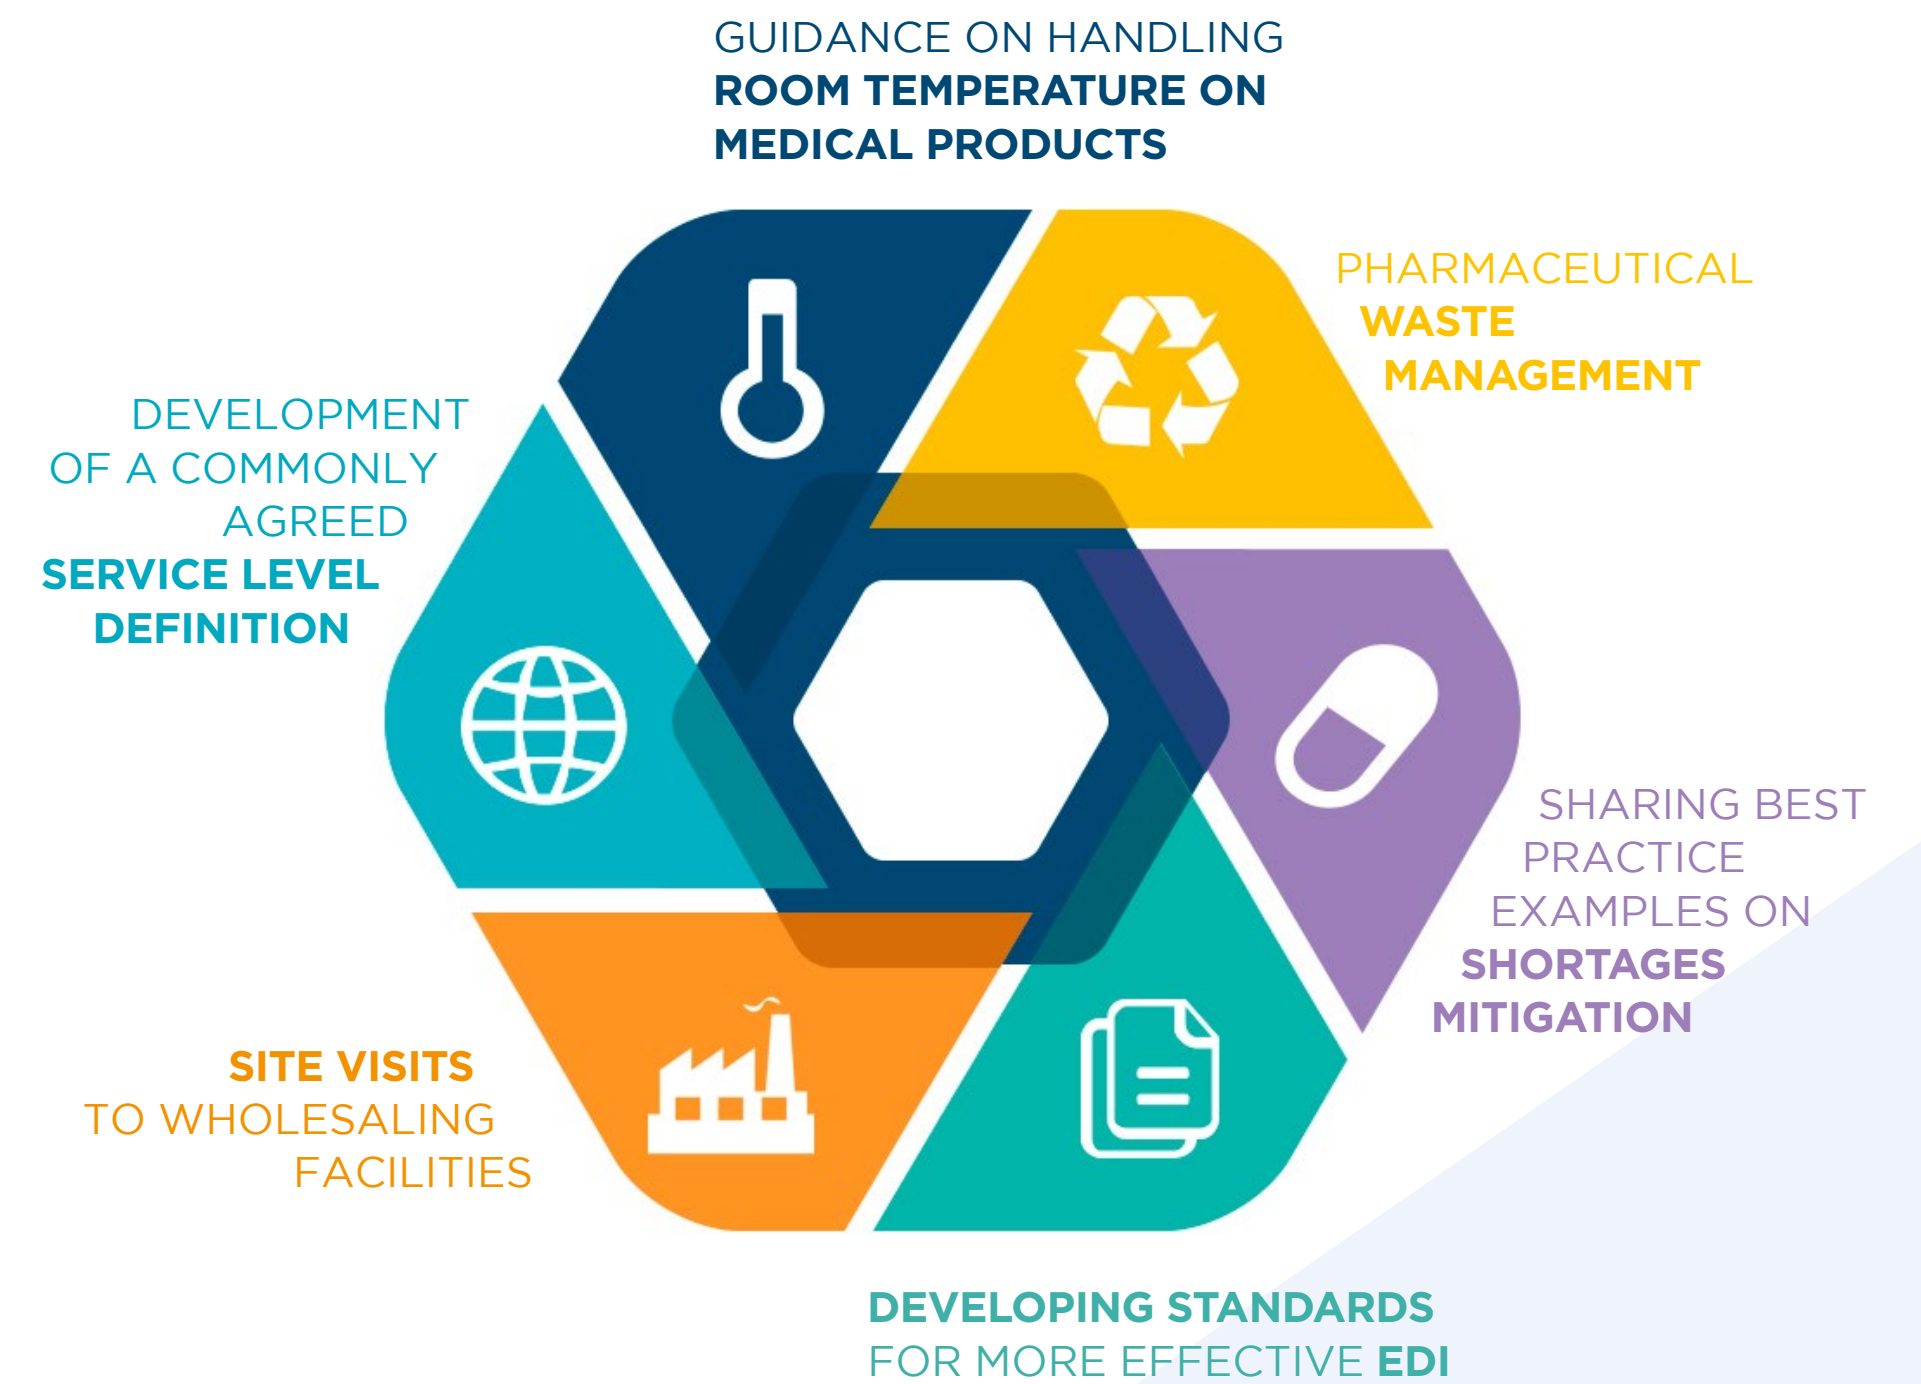 GUIDANCE ON HANDLING
ROOM TEMPERATURE ON
MEDICAL PRODUCTS
PHARMACEUTICAL
WASTE
MANAGEMENT
SHARING BEST
PRACTICE
EXAMPLES ON
SHORTAGES
MITIGATION
DEVELOPING STANDARDS
FOR MORE EFFECTIVE EDI
SITE VISITS
TO WHOLESALING
FACILITIES
DEVELOPMENT
OF A COMMONLY
AGREED
SERVICE LEVEL
DEFINITION